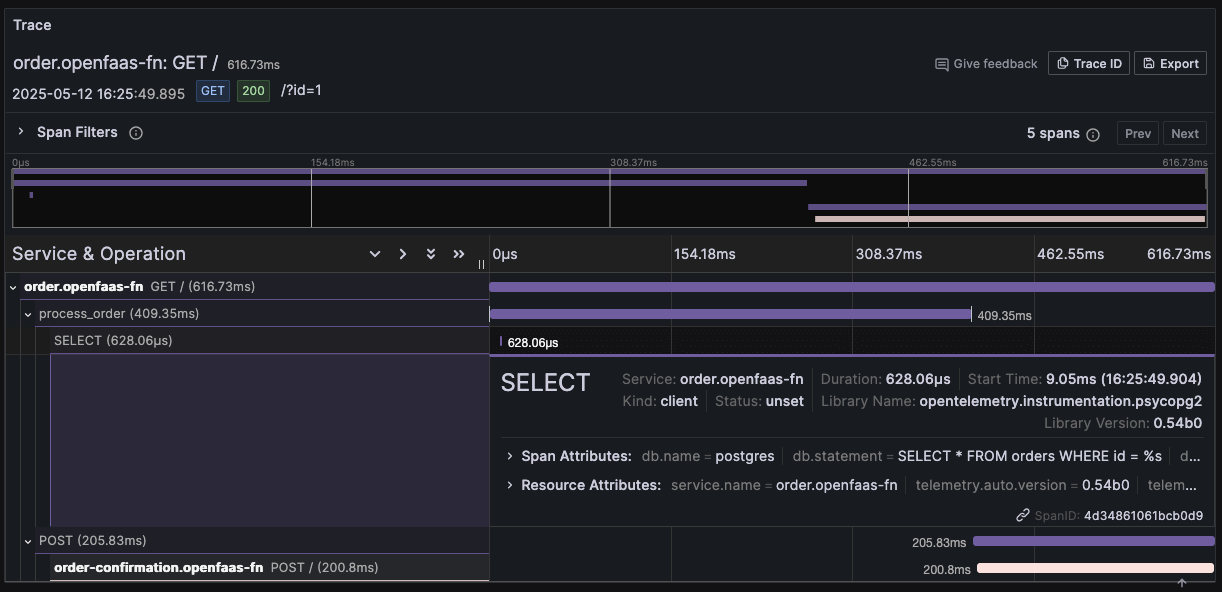 Trace
order.openfaas-fn: GET / 616.73ms
Give feedback Trace ID Export
2025-05-12 16:25:49.895 GET 200 /?id=1
Span Filters
5 spans Prev Next
0μs 154.18ms 308.37ms 462.55ms 616.73ms
Service & Operation 0μs 154.18ms 308.37ms 462.55ms 616.73ms
order.openfaas-fn GET / (616.73ms)
process_order (409.35ms) 409.35ms
SELECT (628.06μs) 628.06μs
SELECT Service: order.openfaas-fn Duration: 628.06μs Start Time: 9.05ms (16:25:49.904)
Kind: client Status: unset Library Name: opentelemetry.instrumentation.psycopg2
Library Version: 0.54b0
Span Attributes: db.name = postgres db.statement = SELECT * FROM orders WHERE id = %s d...
Resource Attributes: service.name = order.openfaas-fn telemetry.auto.version = 0.54b0 telem...
SpanID: 4d34861061bcb0d9
POST (205.83ms) 205.83ms
order-confirmation.openfaas-fn POST / (200.8ms) 200.8ms